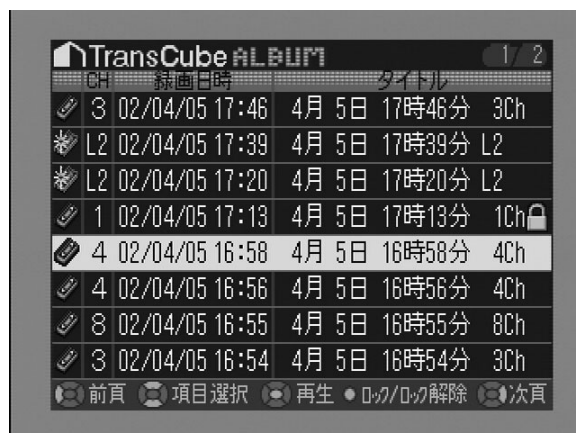 TransCube ALBUM 1/ 2
CH 録画日時 タイトル
3 02/04/05 17:46 4月 5日 17時46分 3Ch
L2 02/04/05 17:39 4月 5日 17時39分 L2
L2 02/04/05 17:20 4月 5日 17時20分 L2
1 02/04/05 17:13 4月 5日 17時13分 1Ch
4 02/04/05 16:58 4月 5日 16時58分 4Ch
4 02/04/05 16:56 4月 5日 16時56分 4Ch
8 02/04/05 16:55 4月 5日 16時55分 8Ch
3 02/04/05 16:54 4月 5日 16時54分 3Ch
前頁 項目選択 再生 ● ロック/ロック解除 次頁